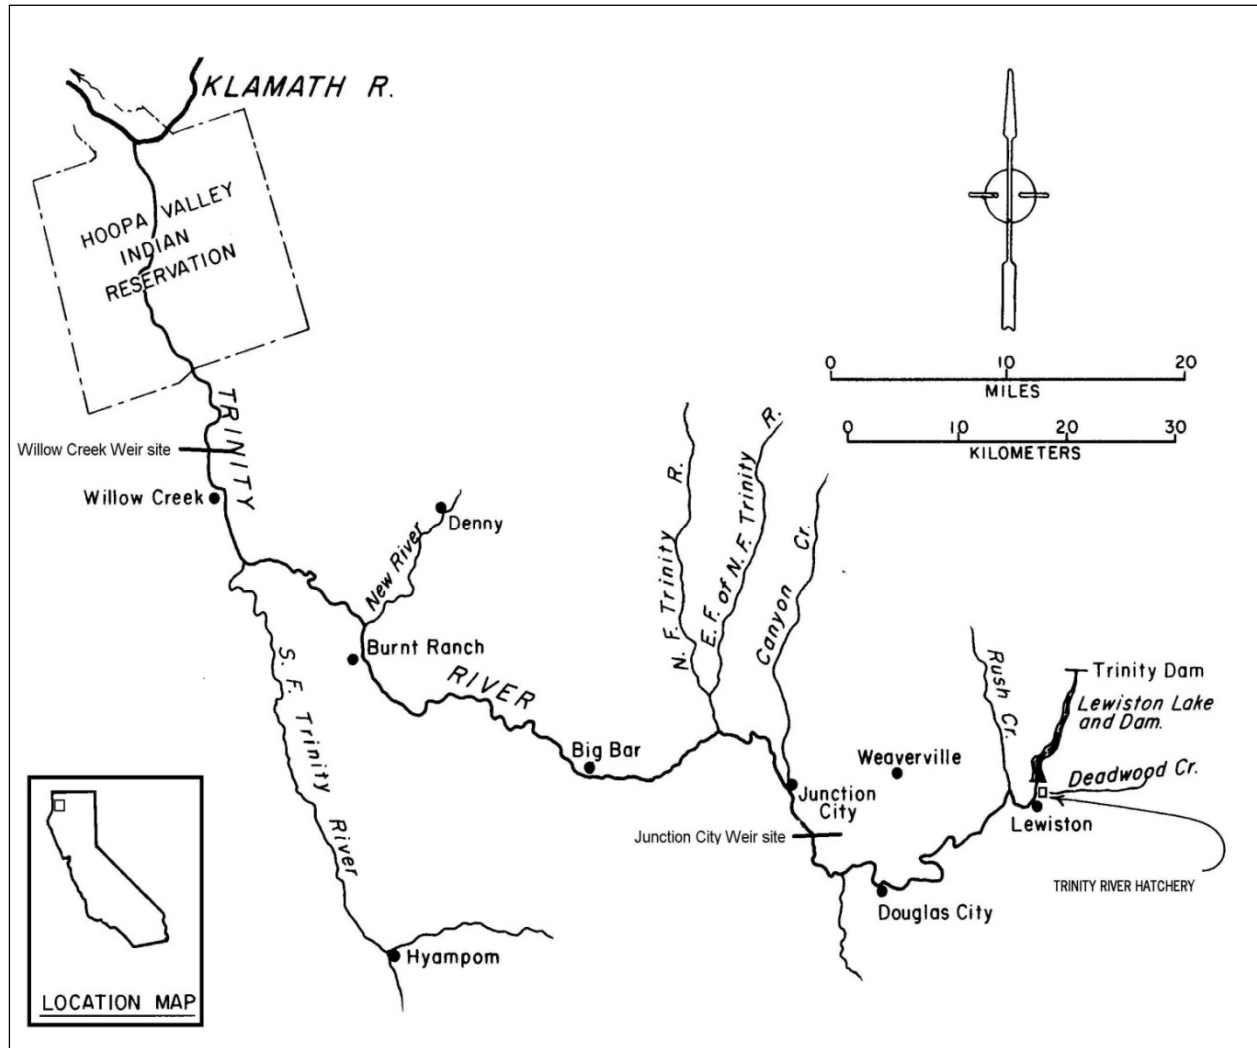 KLAMATH R.
HOOPA VALLEY
INDIAN
RESERVATION
0 10 20
MILES
0 10 20 30
KILOMETERS
TRINITY
Willow Creek Weir site
Willow Creek
Denny
New River
N. F. Trinity R.
E. F. of N. F. Trinity R.
Canyon Cr.
Burnt Ranch
S. F. Trinity River
RIVER
Rush Cr.
Trinity Dam
Lewiston Lake
and Dam.
Big Bar
Weaverville
Deadwood Cr.
Junction
City
Lewiston
Junction City Weir site
TRINITY RIVER HATCHERY
Douglas City
Hyampom
LOCATION MAP